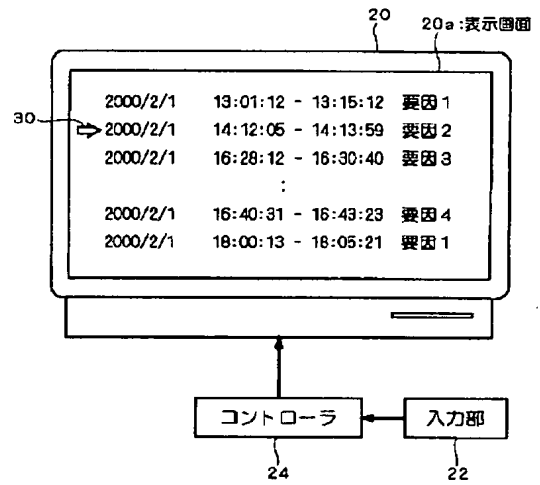 20
20a:表示画面
2000/2/1 13:01:12 - 13:15:12 要因1
30
2000/2/1 14:12:05 - 14:13:59 要因2
2000/2/1 16:28:12 - 16:30:40 要因3
:
2000/2/1 16:40:31 - 16:43:23 要因4
2000/2/1 18:00:13 - 18:05:21 要因1
コントローラ 入力部
24 22